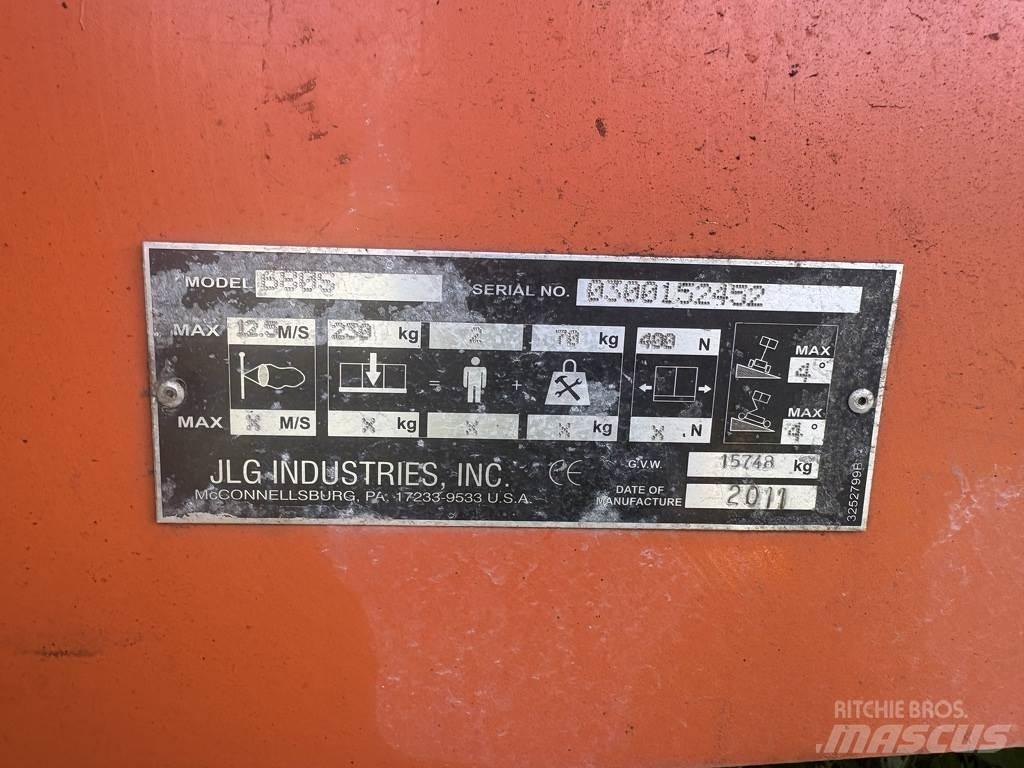 MODEL 680S SERIAL NO. 0300152452
MAX 12.5 M/S 230 kg 2 70 kg 400 N MAX 4°
= +
MAX X M/S X kg X X kg X .N MAX 4°
JLG INDUSTRIES, INC. CE G.V.W. 15748 kg
McCONNELLSBURG, PA. 17233-9533 U.S.A. DATE OF MANUFACTURE 2011
3252799B
RITCHIE BROS.
MASCUS